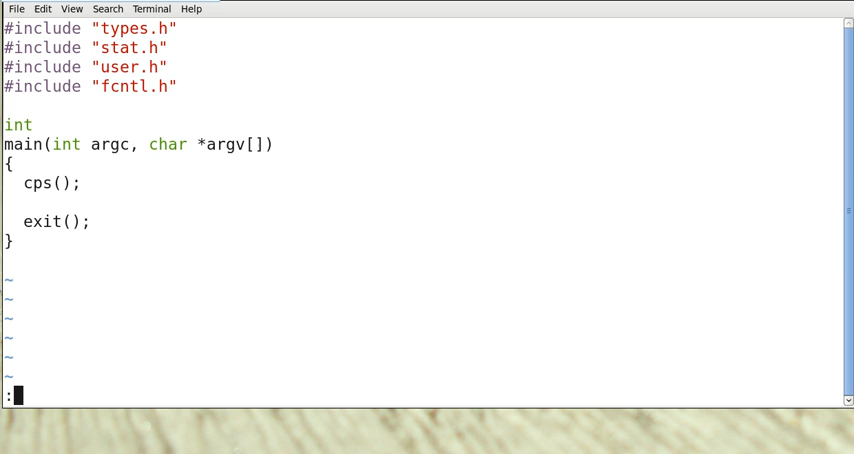 File Edit View Search Terminal Help
#include "types.h"
#include "stat.h"
#include "user.h"
#include "fcntl.h"
int
main(int argc, char *argv[])
{
  cps();
  exit();
}
~
~
~
~
~
~
: